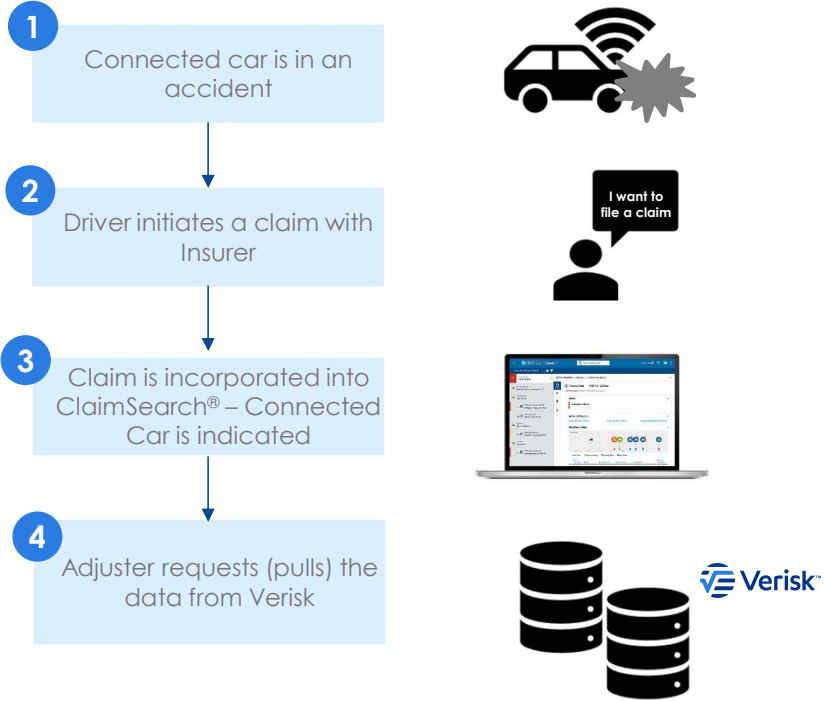 1
Connected car is in an
accident
2
Driver initiates a claim with
Insurer
I want to
file a claim
3
Claim is incorporated into
ClaimSearch® – Connected
Car is indicated
4
Adjuster requests (pulls) the
data from Verisk
Verisk™